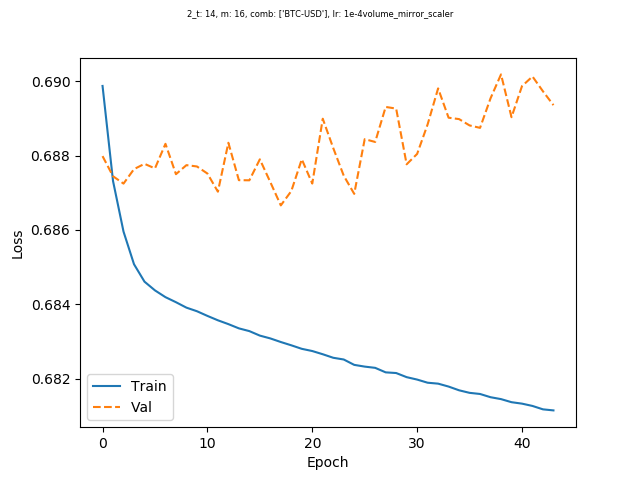 2_t: 14, m: 16, comb: ['BTC-USD'], lr: 1e-4volume_mirror_scaler
0.690
0.688
0.686
0.684
0.682
Loss
Train
Val
0 10 20 30 40
Epoch